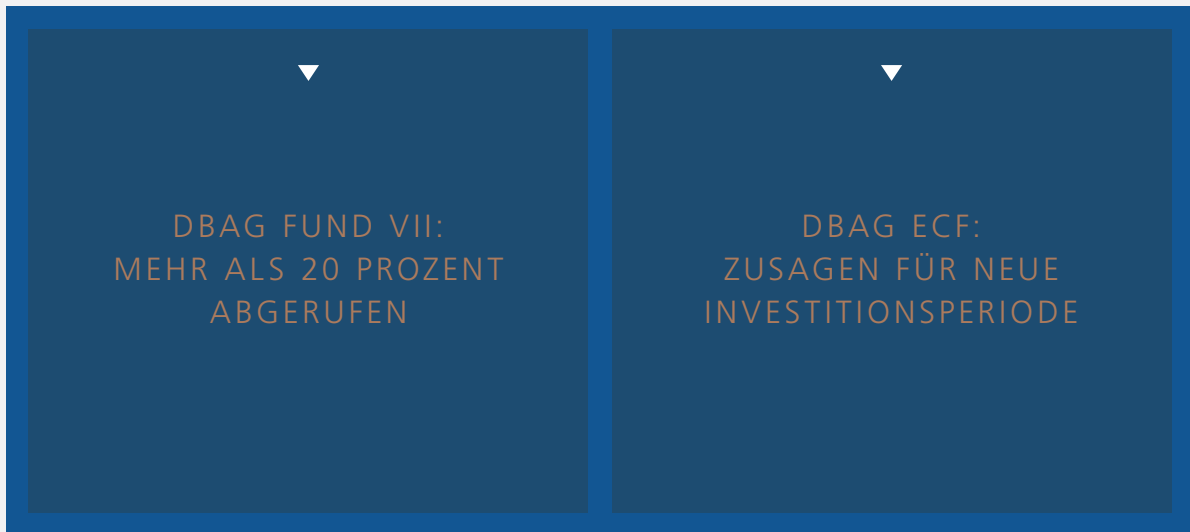 DBAG FUND VII:
MEHR ALS 20 PROZENT
ABGERUFEN
DBAG ECF:
ZUSAGEN FÜR NEUE
INVESTITIONSPERIODE